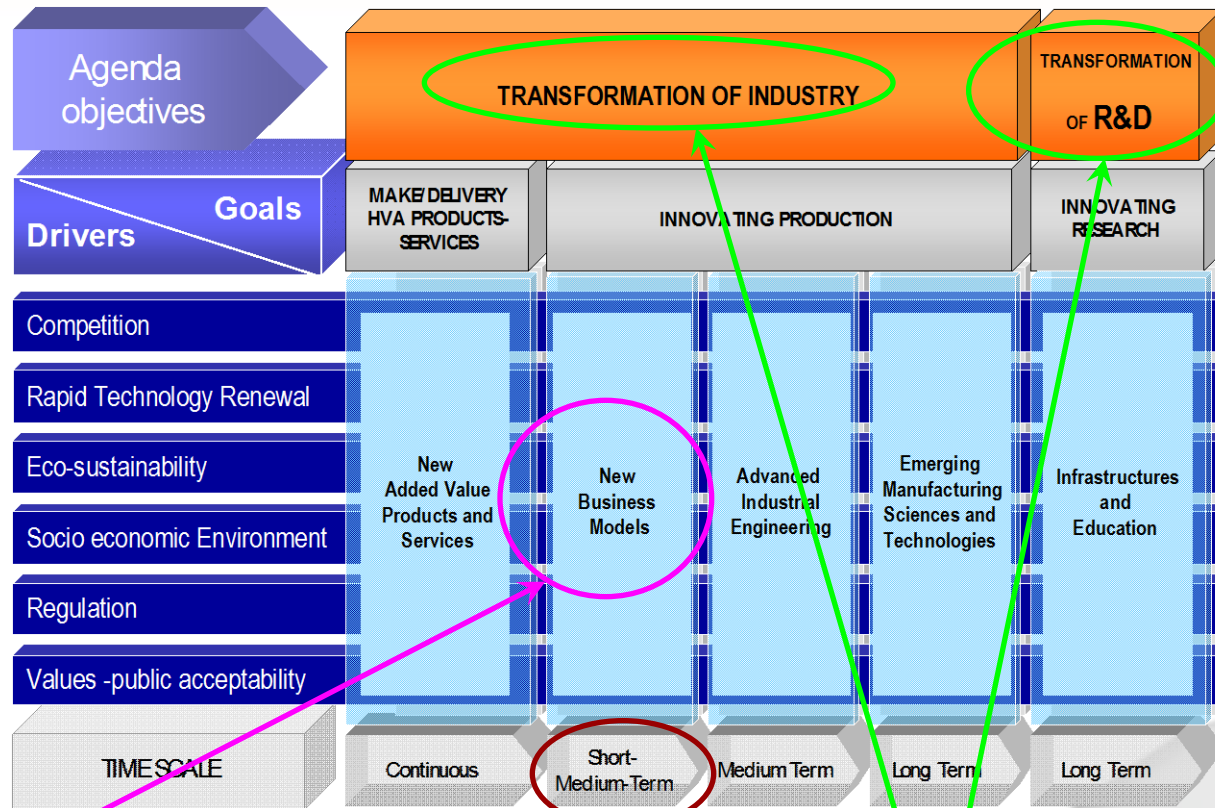 Agenda
objectives
TRANSFORMATION OF INDUSTRY
TRANSFORMATION
OF R&D
Goals
Drivers
MAKE/DELIVERY
HVA PRODUCTS-
SERVICES
INNOVATING PRODUCTION
INNOVATING
RESEARCH
Competition
Rapid Technology Renewal
Eco-sustainability
Socio economic Environment
Regulation
Values -public acceptability
New
Added Value
Products and
Services
New
Business
Models
Advanced
Industrial
Engineering
Emerging
Manufacturing
Sciences and
Technologies
Infrastructures
and
Education
TIME SCALE
Continuous
Short-
Medium-Term
Medium Term
Long Term
Long Term